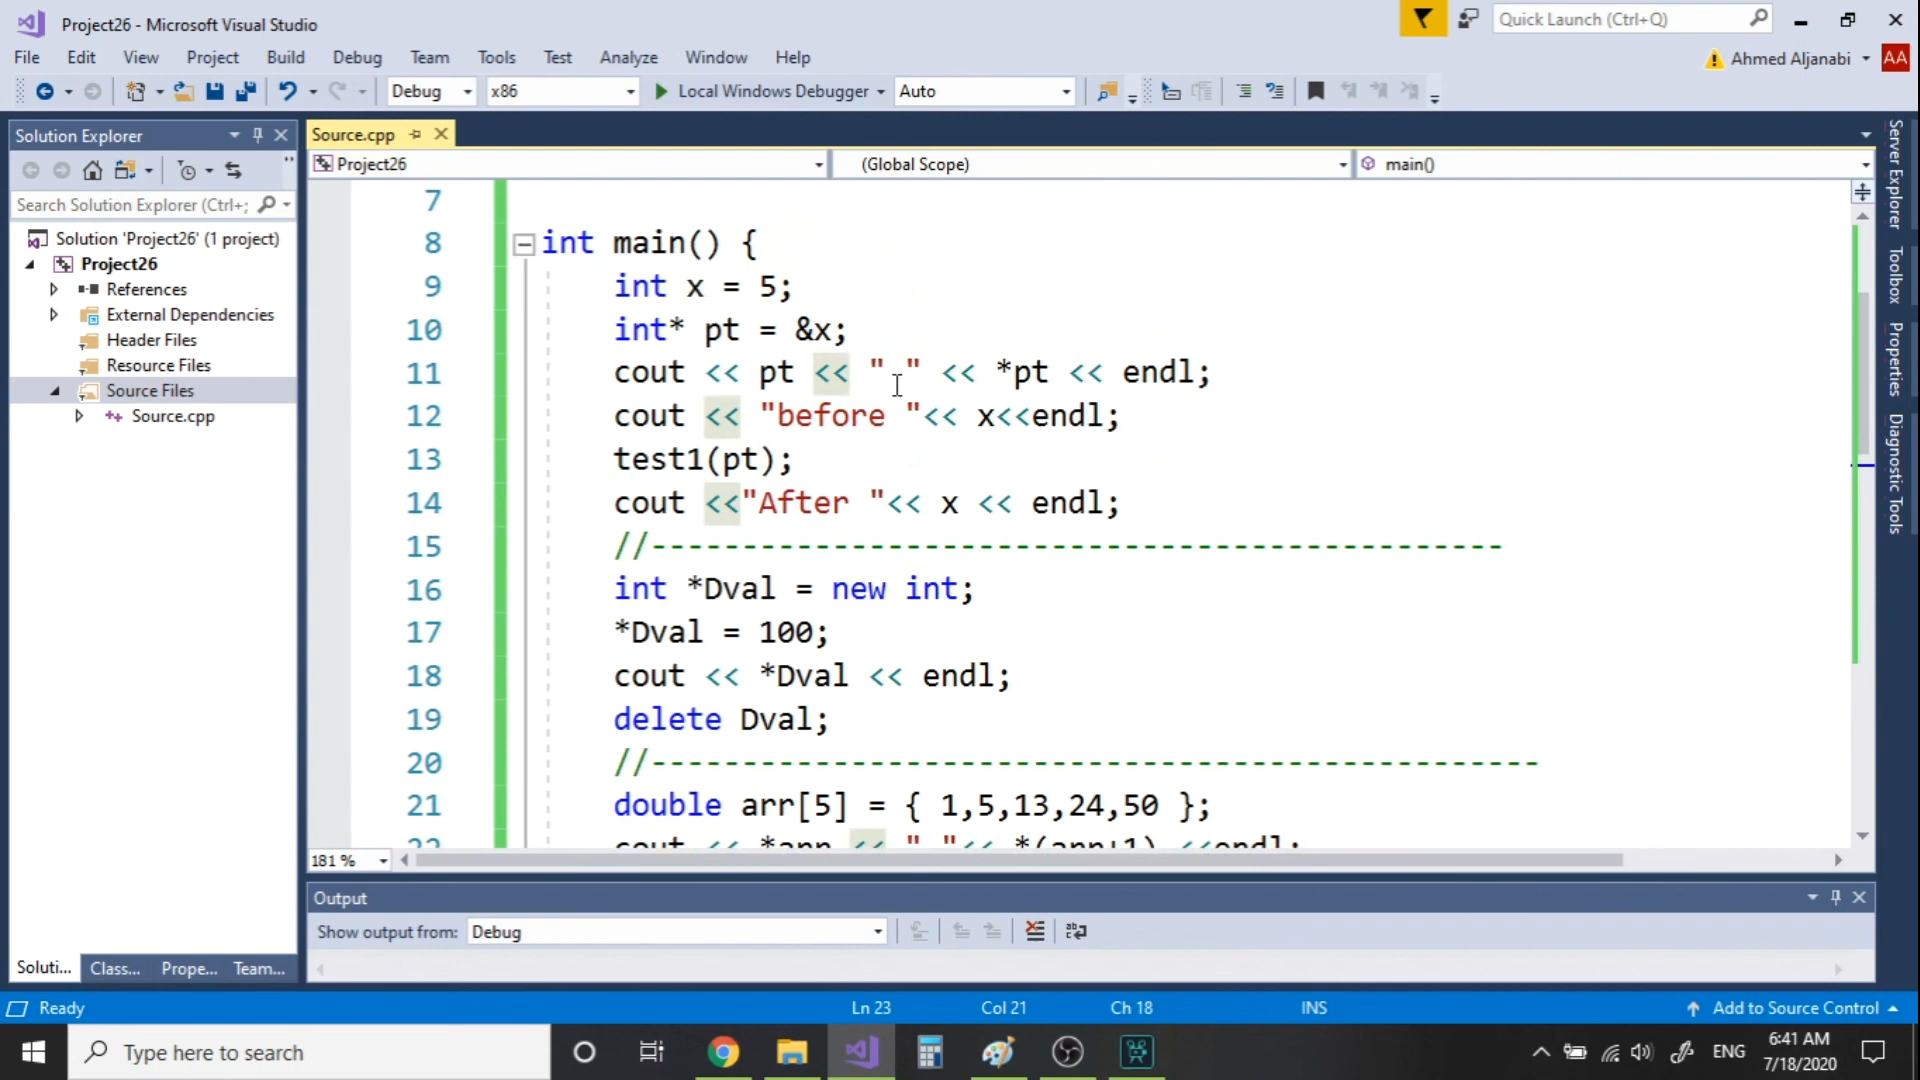 Project26 - Microsoft Visual Studio
Quick Launch (Ctrl+Q)
File Edit View Project Build Debug Team Tools Test Analyze Window Help
Ahmed Aljanabi AA
Debug x86 Local Windows Debugger Auto
Solution Explorer
Search Solution Explorer (Ctrl+;
Solution 'Project26' (1 project)
Project26
References
External Dependencies
Header Files
Resource Files
Source Files
Source.cpp
Soluti... Class... Prope... Team...
Source.cpp
Project26 (Global Scope) main()
7
8 int main() {
9 int x = 5;
10 int* pt = &x;
11 cout << pt << " " << *pt << endl;
12 cout << "before "<< x<<endl;
13 test1(pt);
14 cout <<"After "<< x << endl;
15 //-----------------------------------------------
16 int *Dval = new int;
17 *Dval = 100;
18 cout << *Dval << endl;
19 delete Dval;
20 //-------------------------------------------------
21 double arr[5] = { 1,5,13,24,50 };
22 cout << *arr << " "<< *(arr+1) <<endl;
181 %
Output
Show output from: Debug
Server Explorer
Toolbox
Properties
Diagnostic Tools
Ready Ln 23 Col 21 Ch 18 INS Add to Source Control
Type here to search
ENG
6:41 AM
7/18/2020